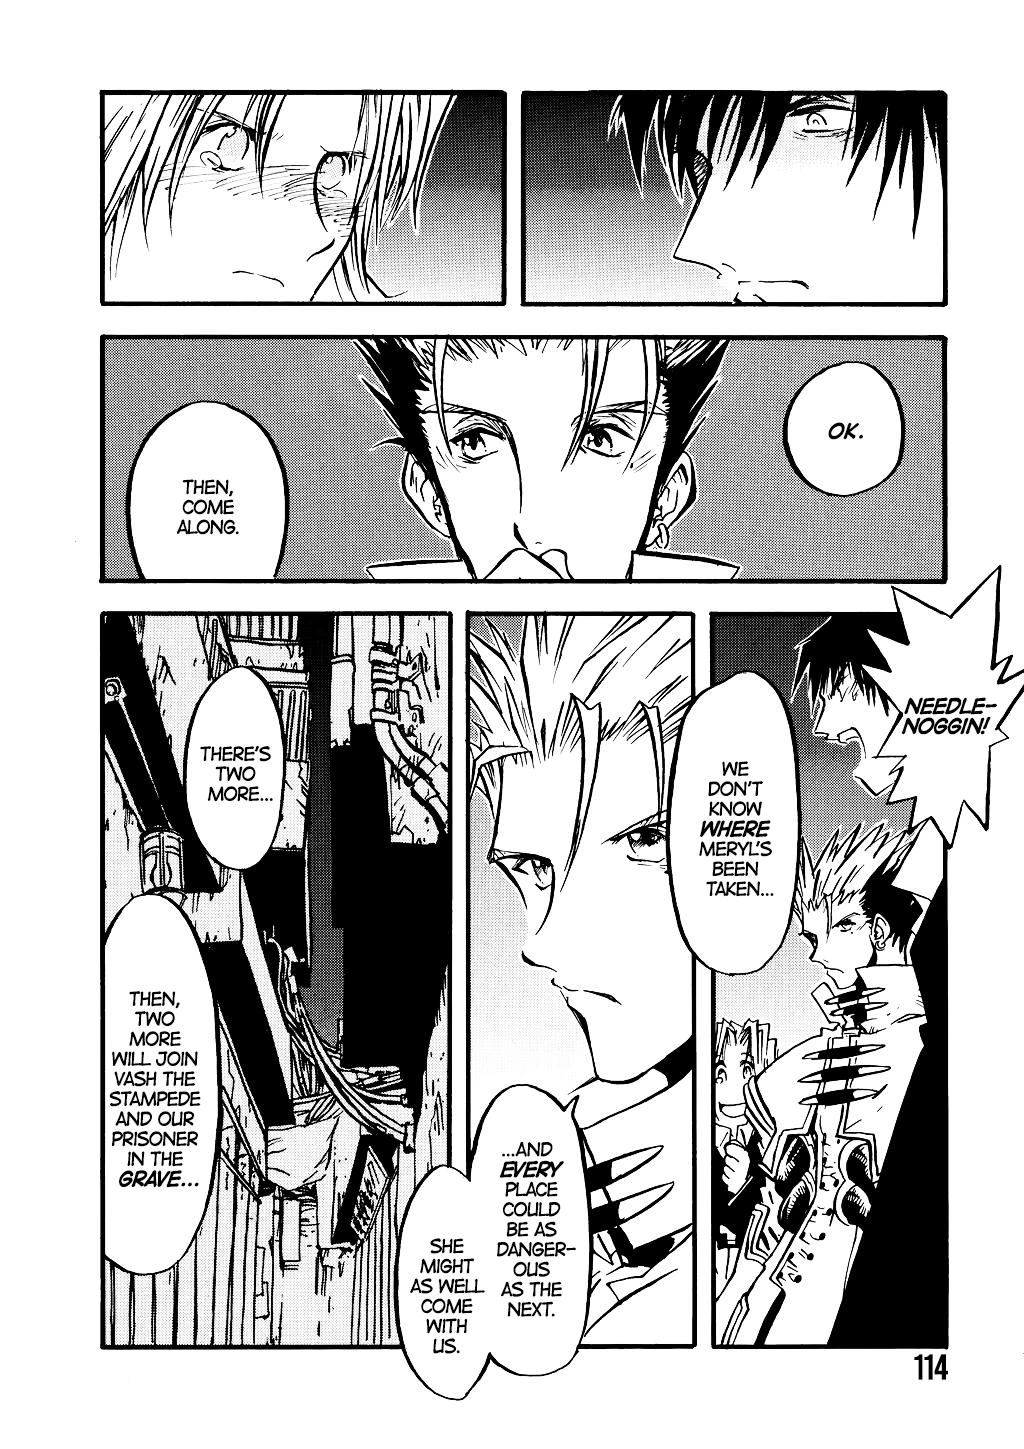 OK.
THEN,
COME
ALONG.
NEEDLE-
NOGGIN!
WE
DON'T
KNOW
WHERE
MERYL'S
BEEN
TAKEN...
...AND
EVERY
PLACE
COULD
BE AS
DANGER-
OUS
AS THE
NEXT.
SHE
MIGHT
AS WELL
COME
WITH
US.
THERE'S
TWO
MORE...
THEN,
TWO
MORE
WILL JOIN
VASH THE
STAMPEDE
AND OUR
PRISONER
IN THE
GRAVE...
114